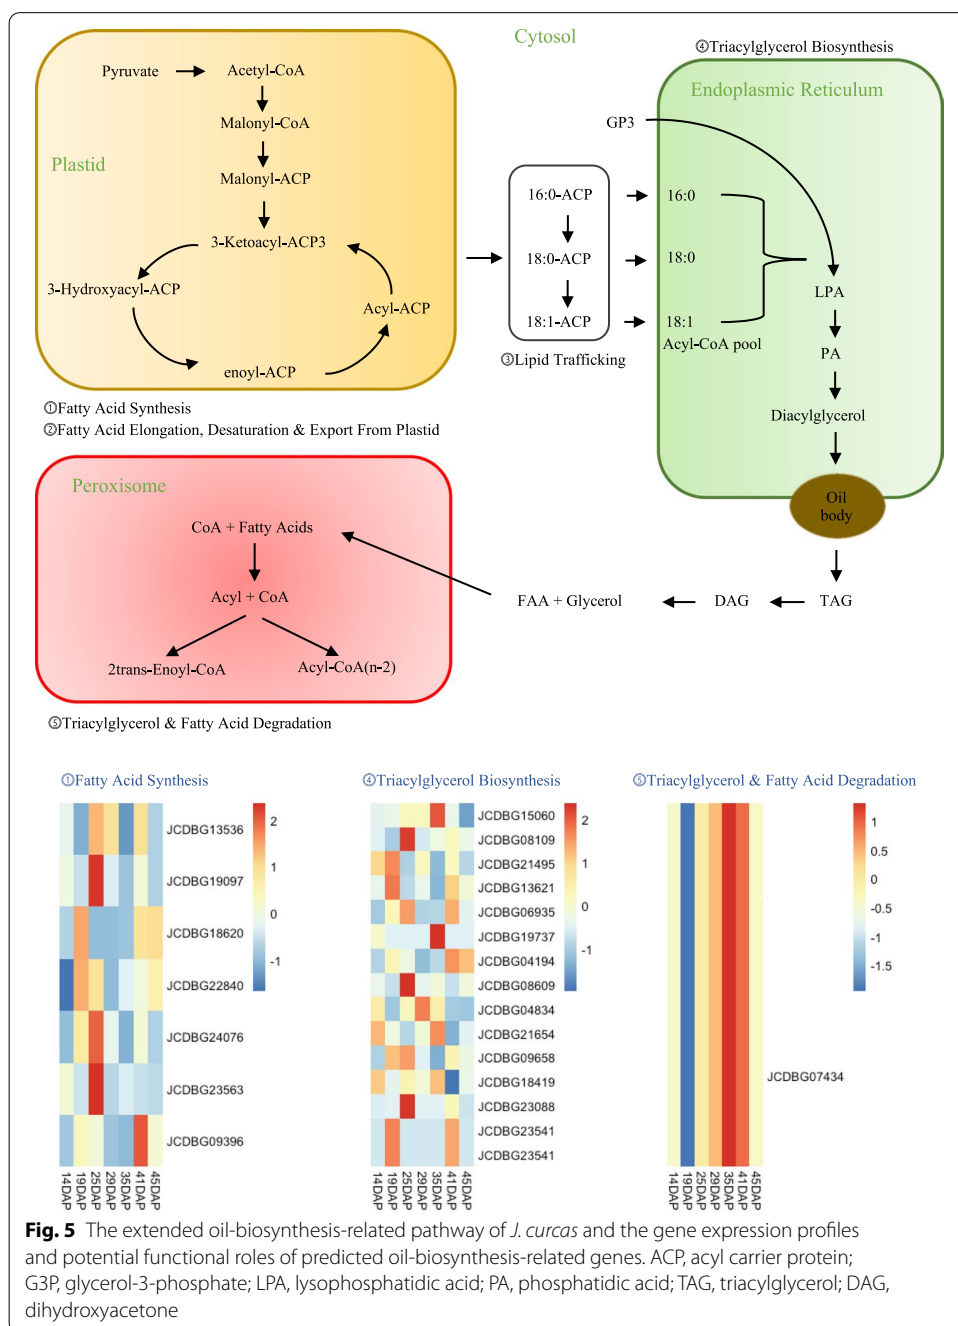 Cytosol
④Triacylglycerol Biosynthesis
Plastid
Pyruvate
Acetyl-CoA
Malonyl-CoA
Malonyl-ACP
3-Ketoacyl-ACP3
3-Hydroxyacyl-ACP
Acyl-ACP
enoyl-ACP
①Fatty Acid Synthesis
②Fatty Acid Elongation, Desaturation & Export From Plastid
16:0-ACP
18:0-ACP
18:1-ACP
③Lipid Trafficking
Endoplasmic Reticulum
GP3
16:0
18:0
18:1
Acyl-CoA pool
LPA
PA
Diacylglycerol
Oil
body
TAG
DAG
FAA + Glycerol
Peroxisome
CoA + Fatty Acids
Acyl + CoA
2trans-Enoyl-CoA
Acyl-CoA(n-2)
⑤Triacylglycerol & Fatty Acid Degradation
①Fatty Acid Synthesis
JCDBG13536
JCDBG19097
JCDBG18620
JCDBG22840
JCDBG24076
JCDBG23563
JCDBG09396
2
1
0
-1
14DAP
19DAP
25DAP
29DAP
35DAP
41DAP
45DAP
④Triacylglycerol Biosynthesis
JCDBG15060
JCDBG08109
JCDBG21495
JCDBG13621
JCDBG06935
JCDBG19737
JCDBG04194
JCDBG08609
JCDBG04834
JCDBG21654
JCDBG09658
JCDBG18419
JCDBG23088
JCDBG23541
JCDBG23541
2
1
0
-1
14DAP
19DAP
25DAP
29DAP
35DAP
41DAP
45DAP
⑤Triacylglycerol & Fatty Acid Degradation
JCDBG07434
1
0.5
0
-0.5
-1
-1.5
14DAP
19DAP
25DAP
29DAP
35DAP
41DAP
45DAP
Fig. 5 The extended oil-biosynthesis-related pathway of J. curcas and the gene expression profiles
and potential functional roles of predicted oil-biosynthesis-related genes. ACP, acyl carrier protein;
G3P, glycerol-3-phosphate; LPA, lysophosphatidic acid; PA, phosphatidic acid; TAG, triacylglycerol; DAG,
dihydroxyacetone